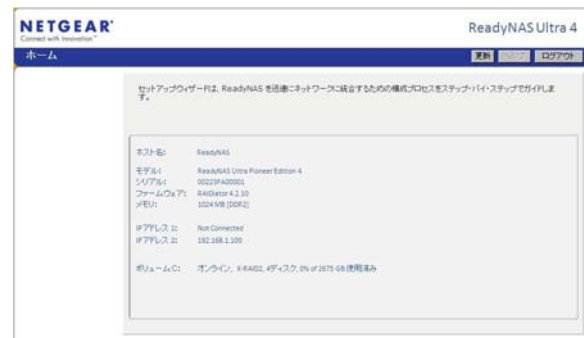 NETGEAR®
Connect with Innovation™
ReadyNAS Ultra 4
ホーム
更新 ヘルプ ログアウト
セットアップウィザードは、ReadyNAS を迅速にネットワークに統合するための構成プロセスをステップ・バイ・ステップでガイドします。
ホスト名: ReadyNAS
モデル: ReadyNAS Ultra Pioneer Edition 4
シリアル: 00223FA00001
ファームウェア: RAIDiator 4.2.10
メモリ: 1024 MB [DDR2]
IPアドレス 1: Not Connected
IPアドレス 2: 192.168.1.100
ボリューム C: オンライン, X-RAID2, 4ディスク, 0% of 2675 GB 使用済み